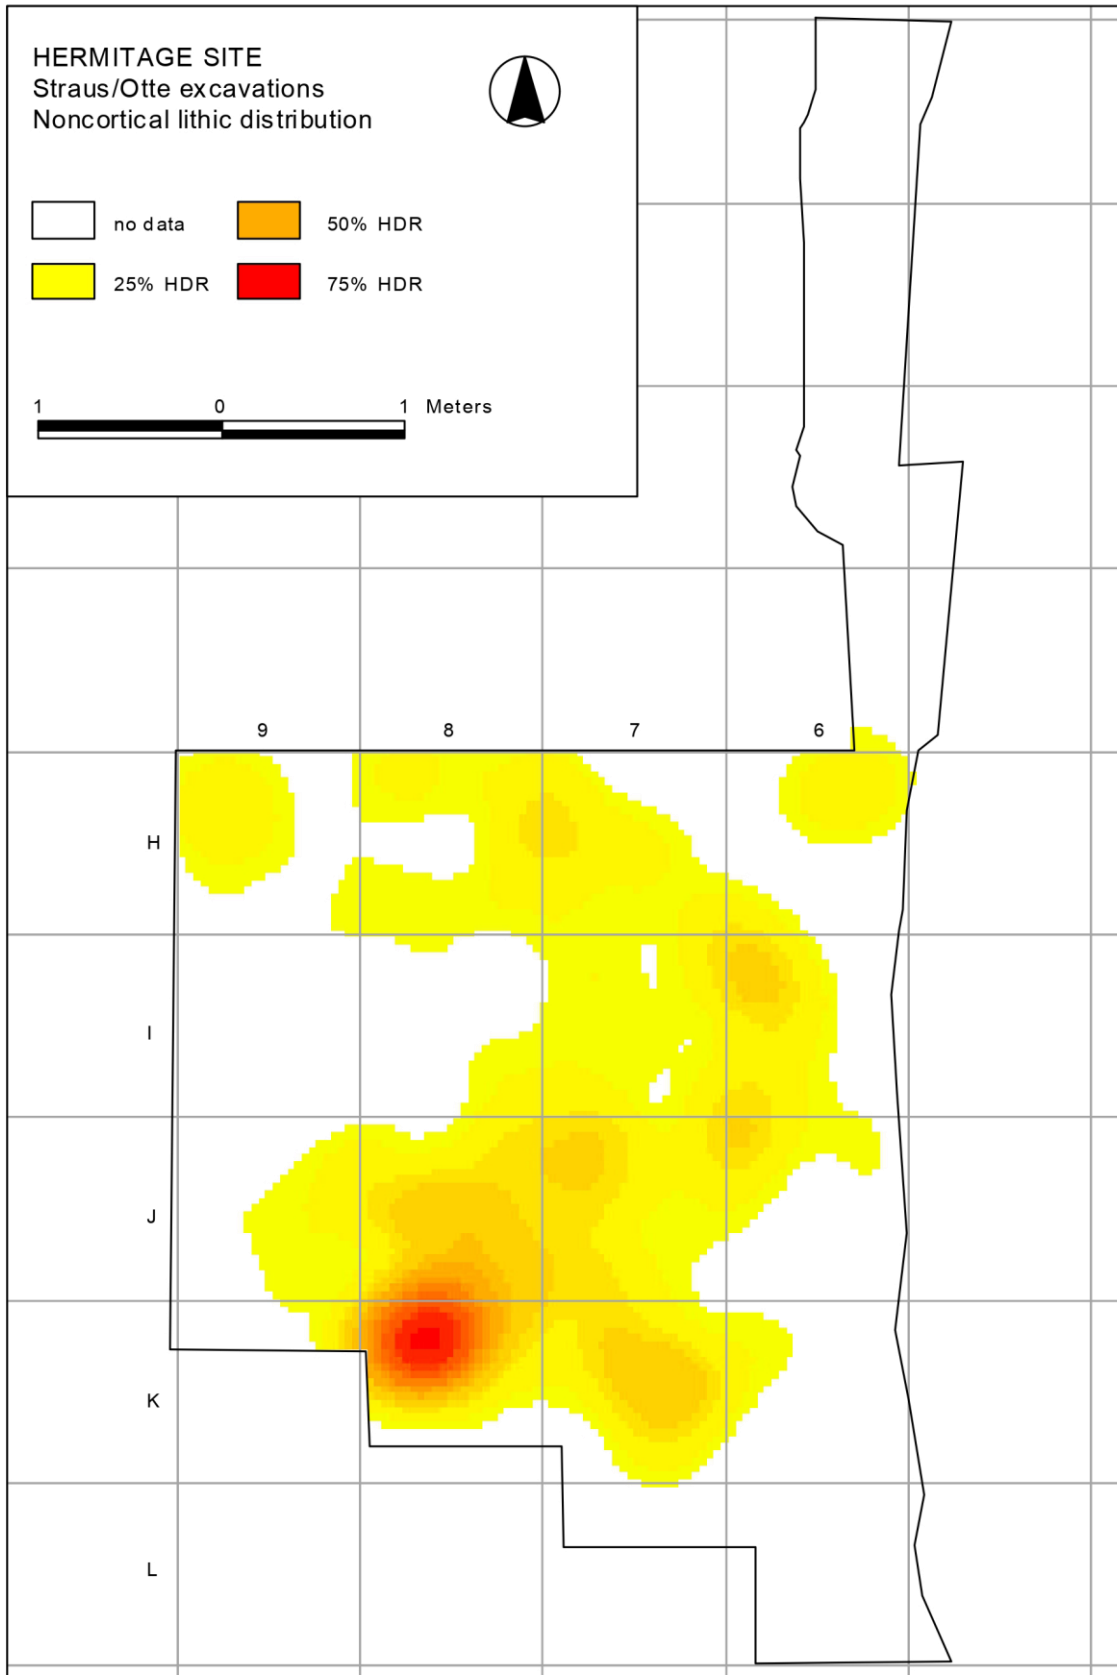 HERMITAGE SITE
Straus/Otte excavations
Noncortical lithic distribution
no data
50% HDR
25% HDR
75% HDR
1 0 1 Meters
9 8 7 6
H
I
J
K
L